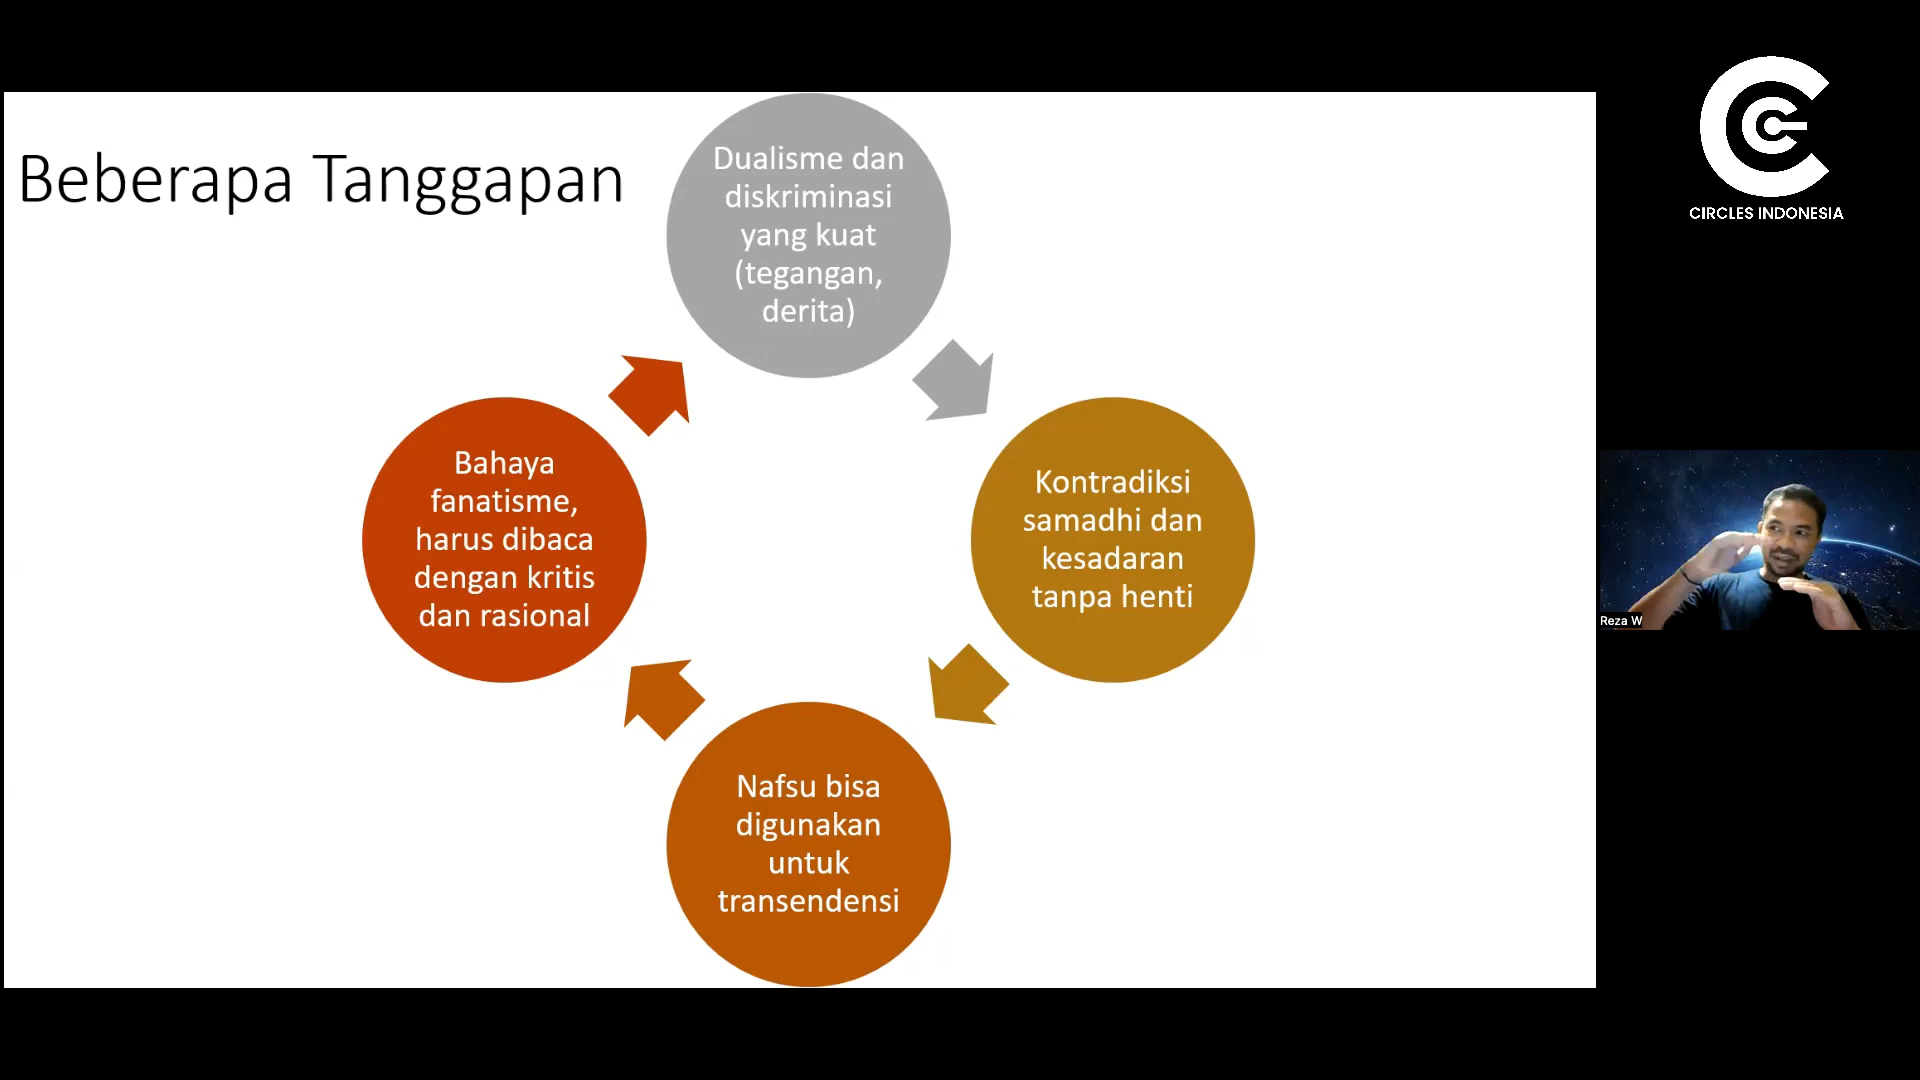 Beberapa Tanggapan
Dualisme dan
diskriminasi
yang kuat
(tegangan,
derita)
Kontradiksi
samadhi dan
kesadaran
tanpa henti
Nafsu bisa
digunakan
untuk
transendensi
Bahaya
fanatisme,
harus dibaca
dengan kritis
dan rasional
CIRCLES INDONESIA
Reza W